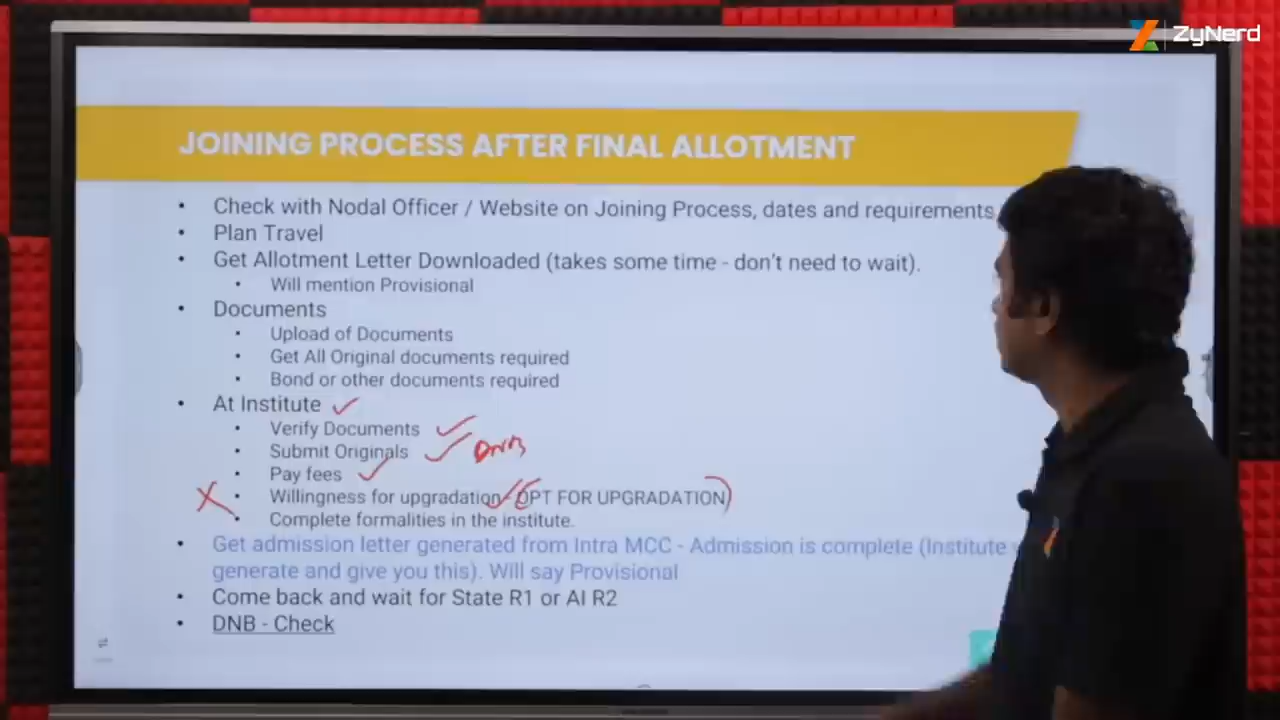 ZyNerd
JOINING PROCESS AFTER FINAL ALLOTMENT
• Check with Nodal Officer / Website on Joining Process, dates and requirements
• Plan Travel
• Get Allotment Letter Downloaded (takes some time - don't need to wait).
• Will mention Provisional
• Documents
• Upload of Documents
• Get All Original documents required
• Bond or other documents required
• At Institute
• Verify Documents
• Submit Originals DNB
• Pay fees
• Willingness for upgradation (OPT FOR UPGRADATION)
• Complete formalities in the institute.
• Get admission letter generated from Intra MCC - Admission is complete (Institute
generate and give you this). Will say Provisional
• Come back and wait for State R1 or AI R2
• DNB - Check